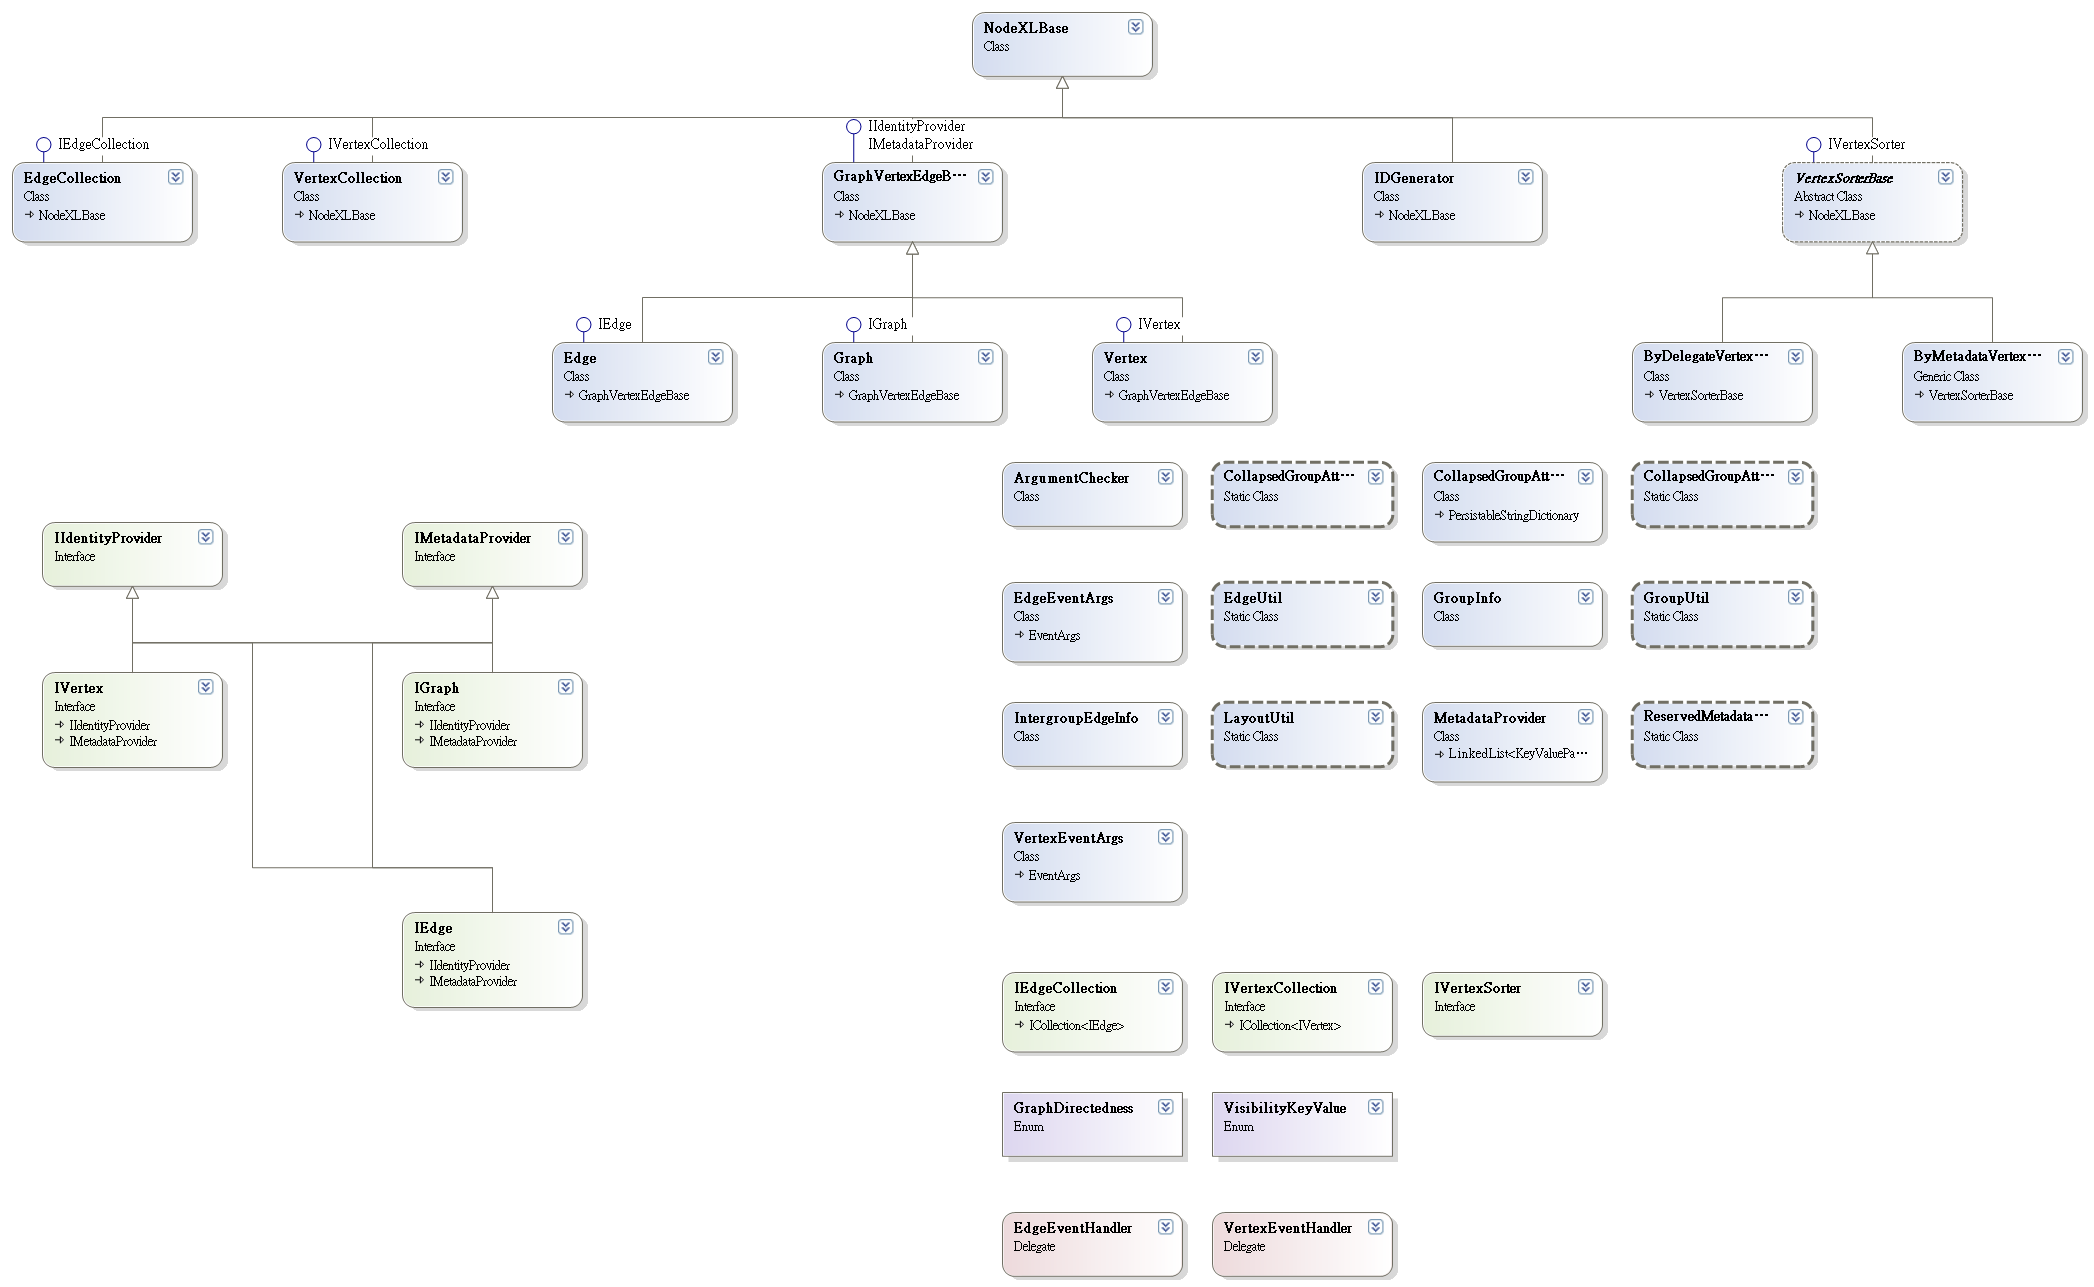 NodeXLBase
Class
IEdgeCollection
EdgeCollection
Class
NodeXLBase
IVertexCollection
VertexCollection
Class
NodeXLBase
IIdentityProvider
IMetadataProvider
GraphVertexEdgeB···
Class
NodeXLBase
IDGenerator
Class
NodeXLBase
IVertexSorter
VertexSorterBase
Abstract Class
NodeXLBase
IEdge
Edge
Class
GraphVertexEdgeBase
IGraph
Graph
Class
GraphVertexEdgeBase
IVertex
Vertex
Class
GraphVertexEdgeBase
ByDelegateVertex···
Class
VertexSorterBase
ByMetadataVertex···
Generic Class
VertexSorterBase
ArgumentChecker
Class
CollapsedGroupAtt···
Static Class
CollapsedGroupAtt···
Class
PersistableStringDictionary
CollapsedGroupAtt···
Static Class
IIdentityProvider
Interface
IMetadataProvider
Interface
EdgeEventArgs
Class
EventArgs
EdgeUtil
Static Class
GroupInfo
Class
GroupUtil
Static Class
IVertex
Interface
IIdentityProvider
IMetadataProvider
IGraph
Interface
IIdentityProvider
IMetadataProvider
IntergroupEdgeInfo
Class
LayoutUtil
Static Class
MetadataProvider
Class
LinkedList<KeyValuePa···
ReservedMetadata···
Static Class
VertexEventArgs
Class
EventArgs
IEdge
Interface
IIdentityProvider
IMetadataProvider
IEdgeCollection
Interface
ICollection<IEdge>
IVertexCollection
Interface
ICollection<IVertex>
IVertexSorter
Interface
GraphDirectedness
Enum
VisibilityKeyValue
Enum
EdgeEventHandler
Delegate
VertexEventHandler
Delegate